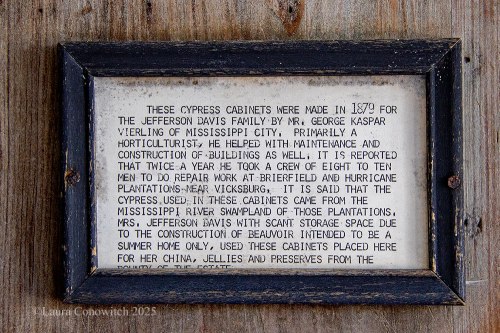 THESE CYPRESS CABINETS WERE MADE IN 1879 FOR
THE JEFFERSON DAVIS FAMILY BY MR. GEORGE KASPAR
VIERLING OF MISSISSIPPI CITY. PRIMARILY A
HORTICULTURIST, HE HELPED WITH MAINTENANCE AND
CONSTRUCTION OF BUILDINGS AS WELL. IT IS REPORTED
THAT TWICE A YEAR HE TOOK A CREW OF EIGHT TO TEN
MEN TO DO REPAIR WORK AT BRIERFIELD AND HURRICANE
PLANTATIONS NEAR VICKSBURG. IT IS SAID THAT THE
CYPRESS USED IN THESE CABINETS CAME FROM THE
MISSISSIPPI RIVER SWAMPLAND OF THOSE PLANTATIONS.
MRS. JEFFERSON DAVIS WITH SCANT STORAGE SPACE DUE
TO THE CONSTRUCTION OF BEAUVOIR INTENDED TO BE A
SUMMER HOME ONLY, USED THESE CABINETS PLACED HERE
FOR HER CHINA, JELLIES AND PRESERVES FROM THE
BOUNTY OF THE ESTATE
©Laura Conowitch 2025